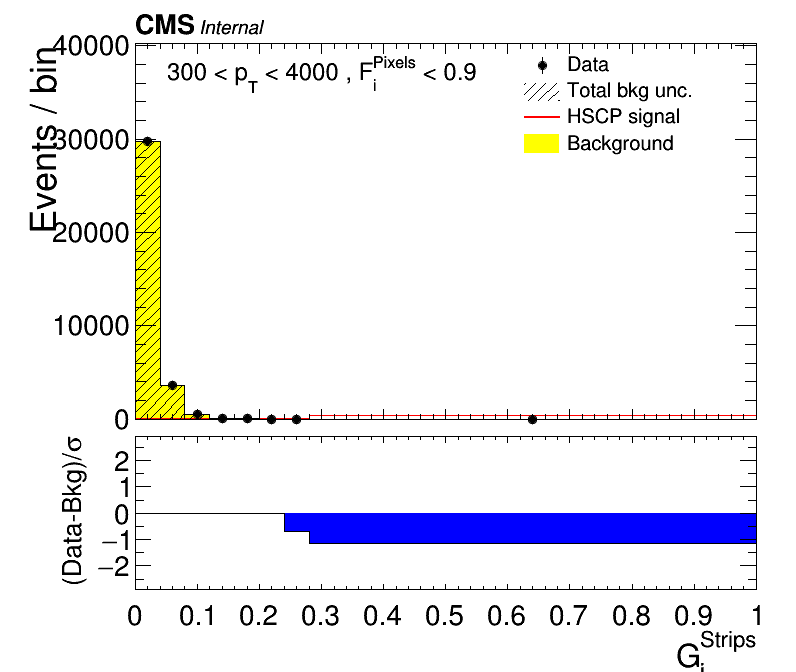 CMS Internal
40000
30000
20000
10000
0
Events / bin
300 < p_T < 4000 , F_i^Pixels < 0.9
Data
Total bkg unc.
HSCP signal
Background
(Data-Bkg)/σ
2
1
0
−1
−2
0 0.1 0.2 0.3 0.4 0.5 0.6 0.7 0.8 0.9 1
G_i^Strips